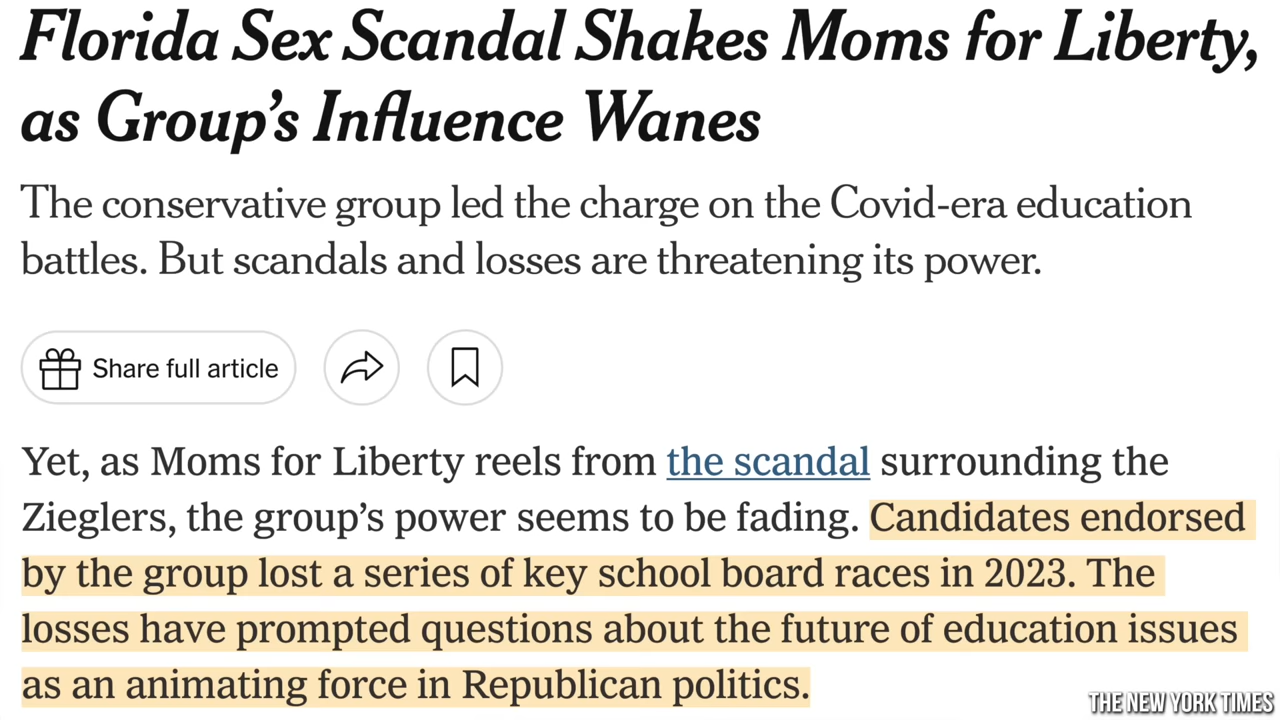 Florida Sex Scandal Shakes Moms for Liberty,
as Group’s Influence Wanes
The conservative group led the charge on the Covid-era education
battles. But scandals and losses are threatening its power.
Share full article
Yet, as Moms for Liberty reels from the scandal surrounding the
Zieglers, the group’s power seems to be fading. Candidates endorsed
by the group lost a series of key school board races in 2023. The
losses have prompted questions about the future of education issues
as an animating force in Republican politics.
THE NEW YORK TIMES